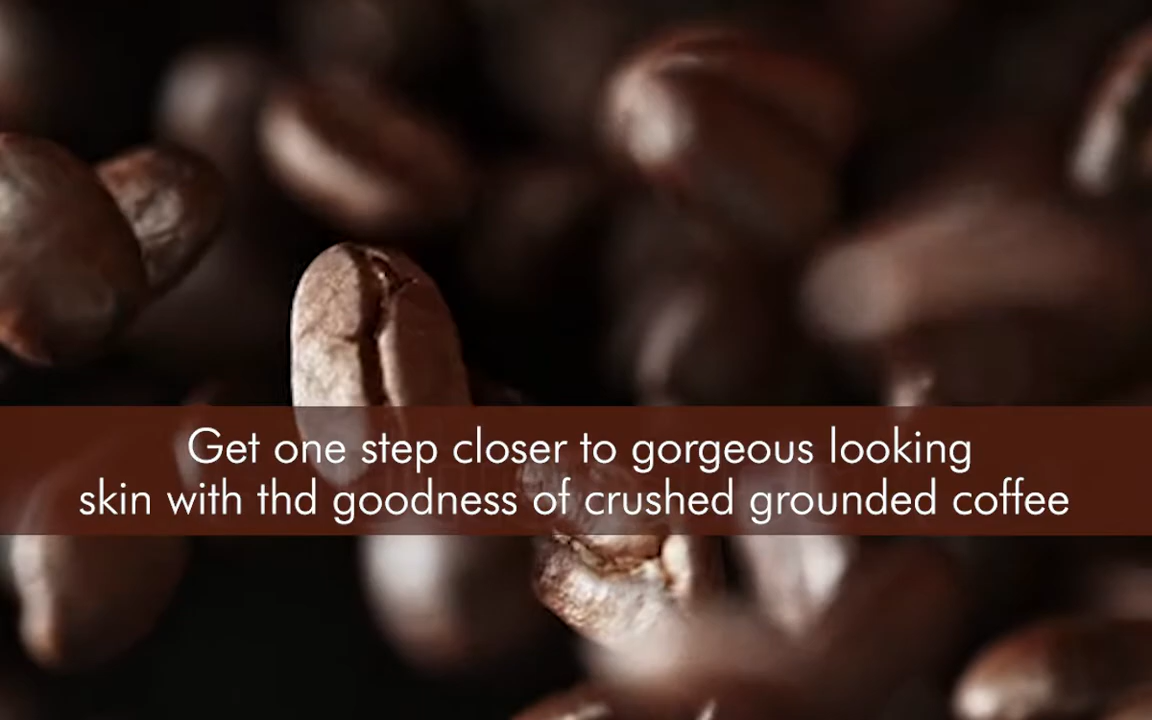 Get one step closer to gorgeous looking
skin with thd goodness of crushed grounded coffee